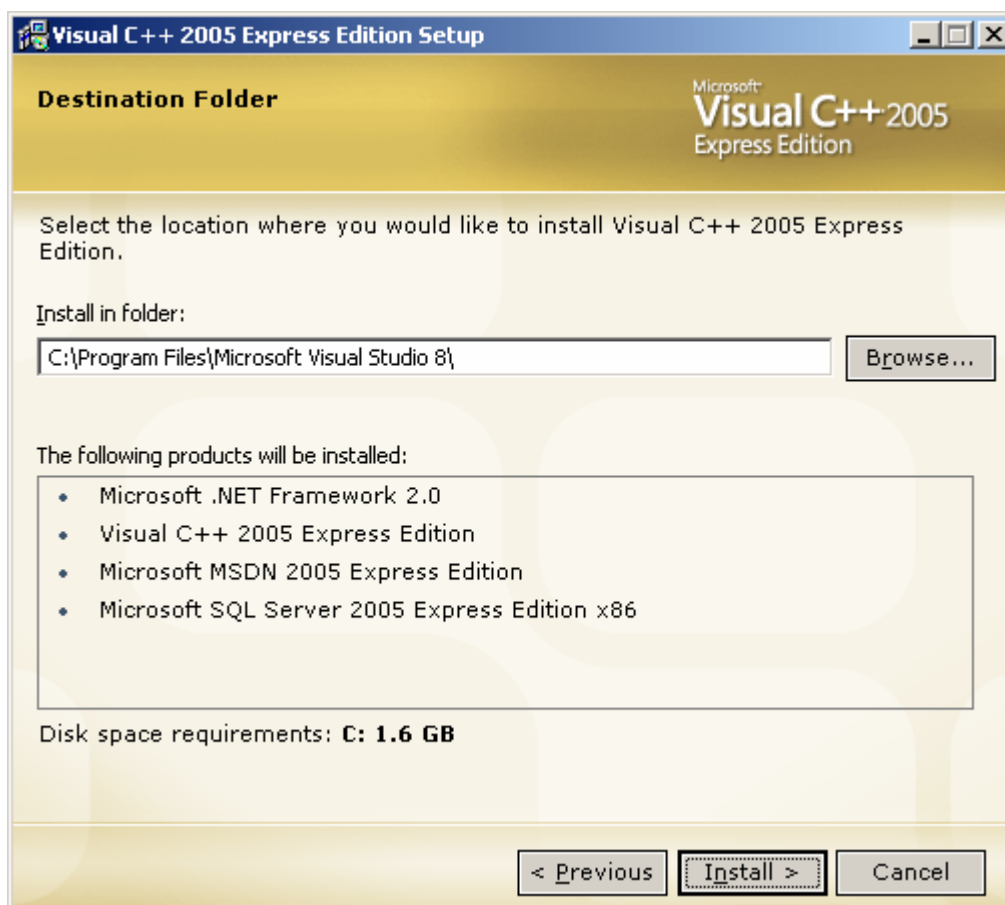 Visual C++ 2005 Express Edition Setup
Destination Folder
Microsoft
Visual C++ 2005
Express Edition
Select the location where you would like to install Visual C++ 2005 Express
Edition.
Install in folder:
C:\Program Files\Microsoft Visual Studio 8\
Browse...
The following products will be installed:
• Microsoft .NET Framework 2.0
• Visual C++ 2005 Express Edition
• Microsoft MSDN 2005 Express Edition
• Microsoft SQL Server 2005 Express Edition x86
Disk space requirements: C: 1.6 GB
< Previous
Install >
Cancel